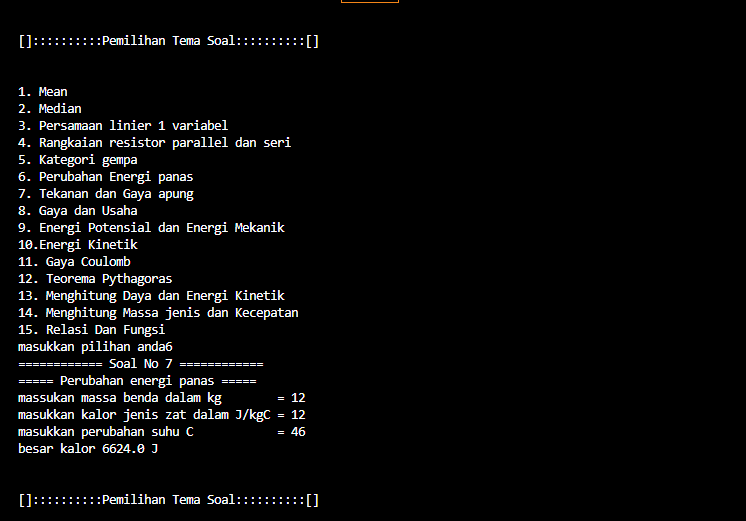 []::::::::::Pemilihan Tema Soal::::::::::[]
1. Mean
2. Median
3. Persamaan linier 1 variabel
4. Rangkaian resistor parallel dan seri
5. Kategori gempa
6. Perubahan Energi panas
7. Tekanan dan Gaya apung
8. Gaya dan Usaha
9. Energi Potensial dan Energi Mekanik
10.Energi Kinetik
11. Gaya Coulomb
12. Teorema Pythagoras
13. Menghitung Daya dan Energi Kinetik
14. Menghitung Massa jenis dan Kecepatan
15. Relasi Dan Fungsi
masukkan pilihan anda6
============ Soal No 7 ============
===== Perubahan energi panas =====
massukan massa benda dalam kg        = 12
masukkan kalor jenis zat dalam J/kgC = 12
masukkan perubahan suhu C            = 46
besar kalor 6624.0 J
[]::::::::::Pemilihan Tema Soal::::::::::[]